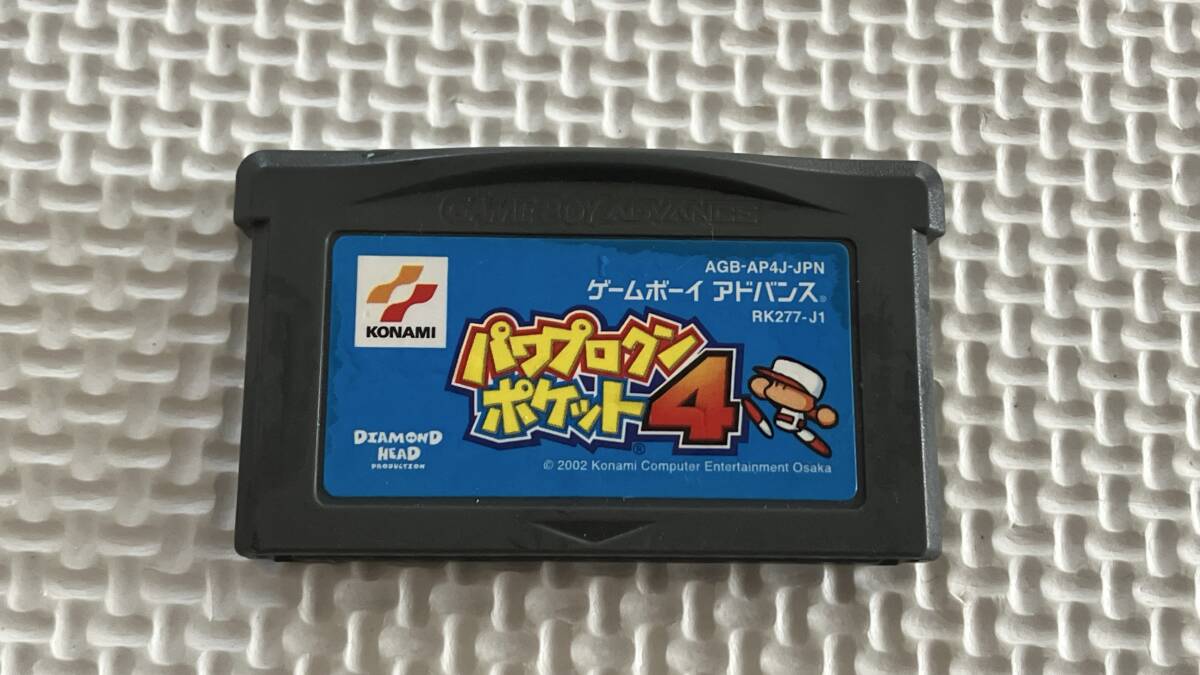 GAME BOY ADVANCE
AGB-AP4J-JPN
ゲームボーイ アドバンス®
RK277-J1
KONAMI
パワプロクン
ポケット4®
DIAMOND
HEAD
PRODUCTION
© 2002 Konami Computer Entertainment Osaka